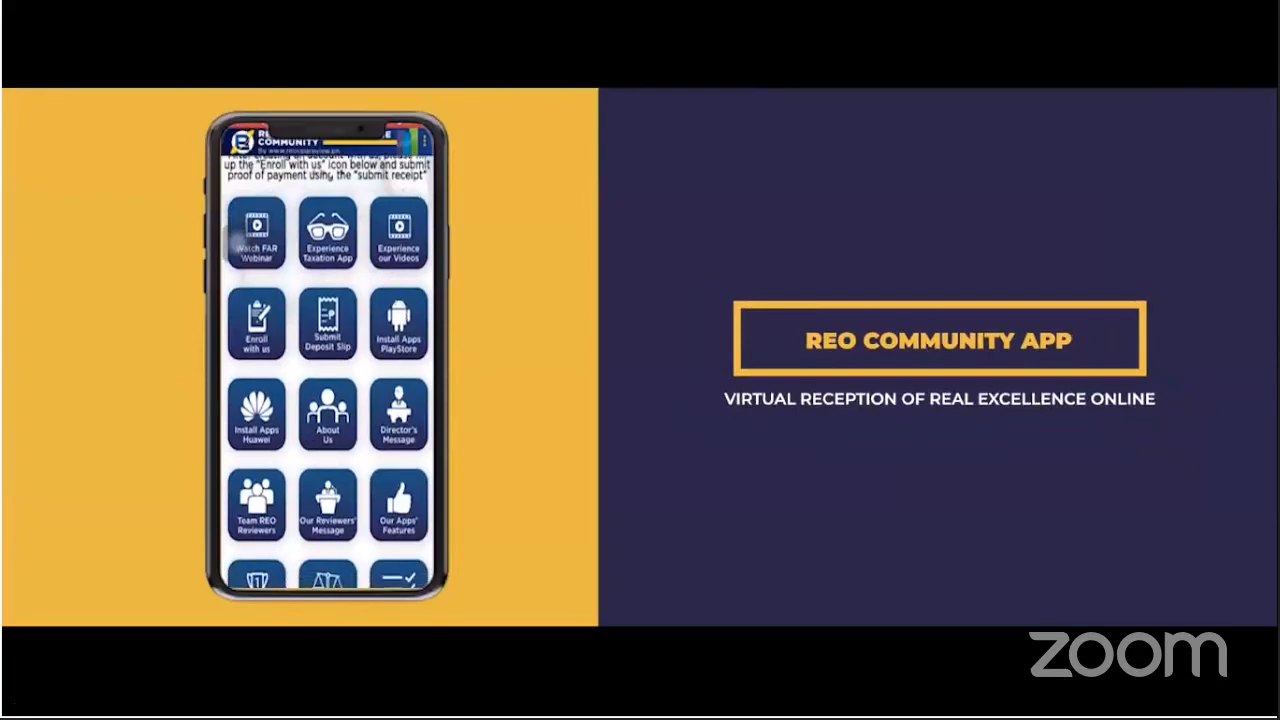 COMMUNITY
up the "Enroll with us" icon below and submit
proof of payment using the "submit receipt"
Watch FAR
Webinar
Experience
Taxation App
Experience
our Videos
Enroll
with us
Submit
Deposit Slip
Install Apps
PlayStore
Install Apps
Huawei
About
Us
Director's
Message
Team REO
Reviewers
Our Reviewers'
Message
Our Apps'
Features
REO COMMUNITY APP
VIRTUAL RECEPTION OF REAL EXCELLENCE ONLINE
zoom